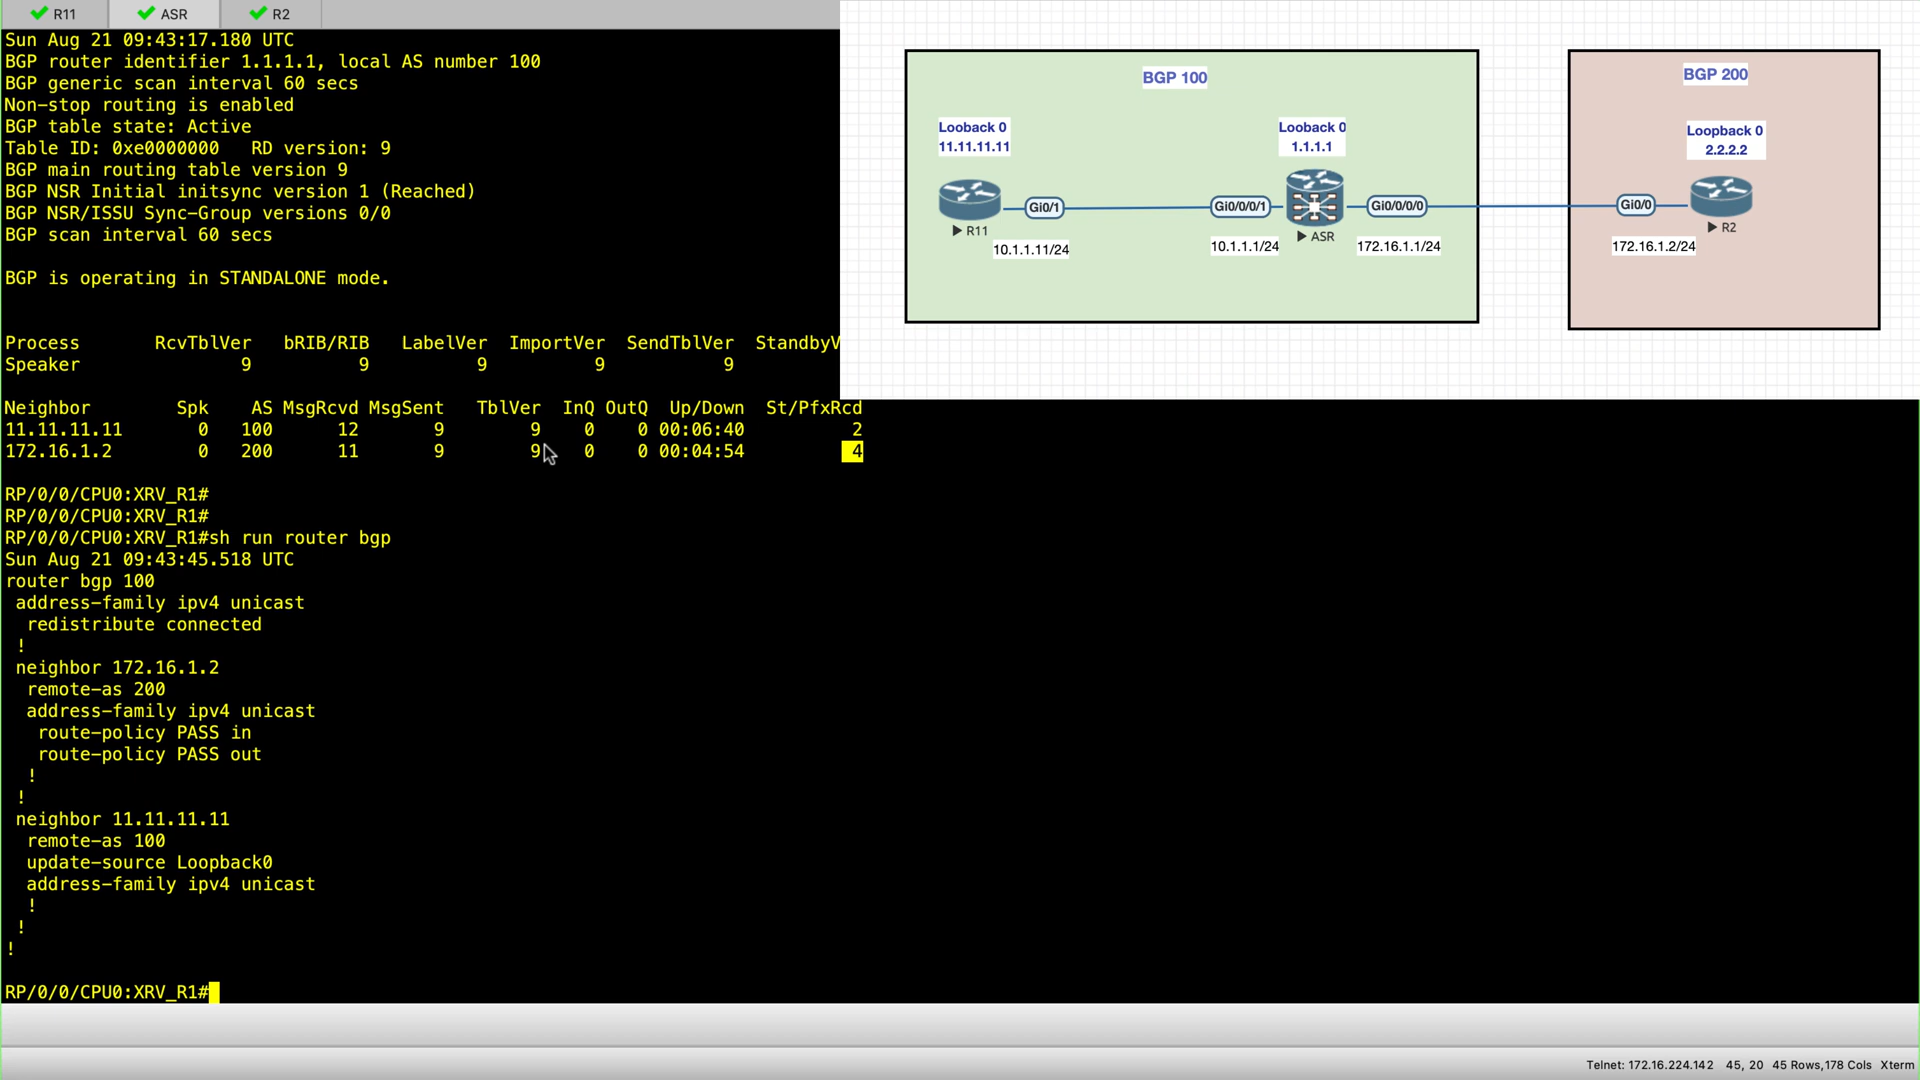 R11
ASR
R2
Sun Aug 21 09:43:17.180 UTC
BGP router identifier 1.1.1.1, local AS number 100
BGP generic scan interval 60 secs
Non-stop routing is enabled
BGP table state: Active
Table ID: 0xe0000000   RD version: 9
BGP main routing table version 9
BGP NSR Initial initsync version 1 (Reached)
BGP NSR/ISSU Sync-Group versions 0/0
BGP scan interval 60 secs
BGP is operating in STANDALONE mode.
Process       RcvTblVer   bRIB/RIB   LabelVer  ImportVer  SendTblVer  StandbyV
Speaker               9          9          9          9           9
Neighbor        Spk    AS MsgRcvd MsgSent   TblVer  InQ OutQ  Up/Down  St/PfxRcd
11.11.11.11       0   100      12       9        9    0    0 00:06:40          2
172.16.1.2        0   200      11       9        9    0    0 00:04:54          4
RP/0/0/CPU0:XRV_R1#
RP/0/0/CPU0:XRV_R1#
RP/0/0/CPU0:XRV_R1#sh run router bgp
Sun Aug 21 09:43:45.518 UTC
router bgp 100
 address-family ipv4 unicast
  redistribute connected
 !
 neighbor 172.16.1.2
  remote-as 200
  address-family ipv4 unicast
   route-policy PASS in
   route-policy PASS out
  !
 !
 neighbor 11.11.11.11
  remote-as 100
  update-source Loopback0
  address-family ipv4 unicast
  !
 !
!
RP/0/0/CPU0:XRV_R1#
BGP 100
Looback 0
11.11.11.11
Looback 0
1.1.1.1
Gi0/1
Gi0/0/0/1
Gi0/0/0/0
R11
ASR
10.1.1.11/24
10.1.1.1/24
172.16.1.1/24
BGP 200
Loopback 0
2.2.2.2
Gi0/0
R2
172.16.1.2/24
Telnet: 172.16.224.142   45, 20   45 Rows,178 Cols   Xterm